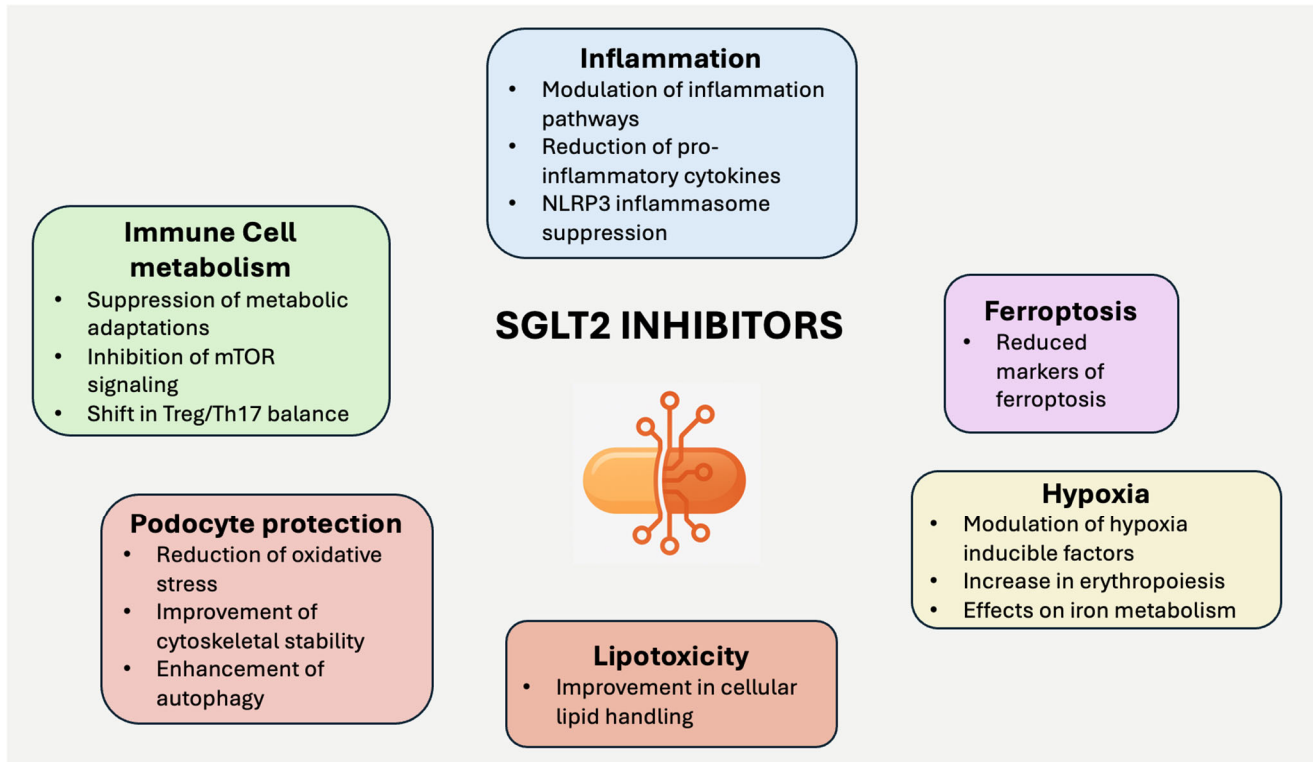 Inflammation
• Modulation of inflammation
pathways
• Reduction of pro-
inflammatory cytokines
• NLRP3 inflammasome
suppression
Immune Cell
metabolism
• Suppression of metabolic
adaptations
• Inhibition of mTOR
signaling
• Shift in Treg/Th17 balance
SGLT2 INHIBITORS
Ferroptosis
• Reduced
markers of
ferroptosis
Podocyte protection
• Reduction of oxidative
stress
• Improvement of
cytoskeletal stability
• Enhancement of
autophagy
Hypoxia
• Modulation of hypoxia
inducible factors
• Increase in erythropoiesis
• Effects on iron metabolism
Lipotoxicity
• Improvement in cellular
lipid handling